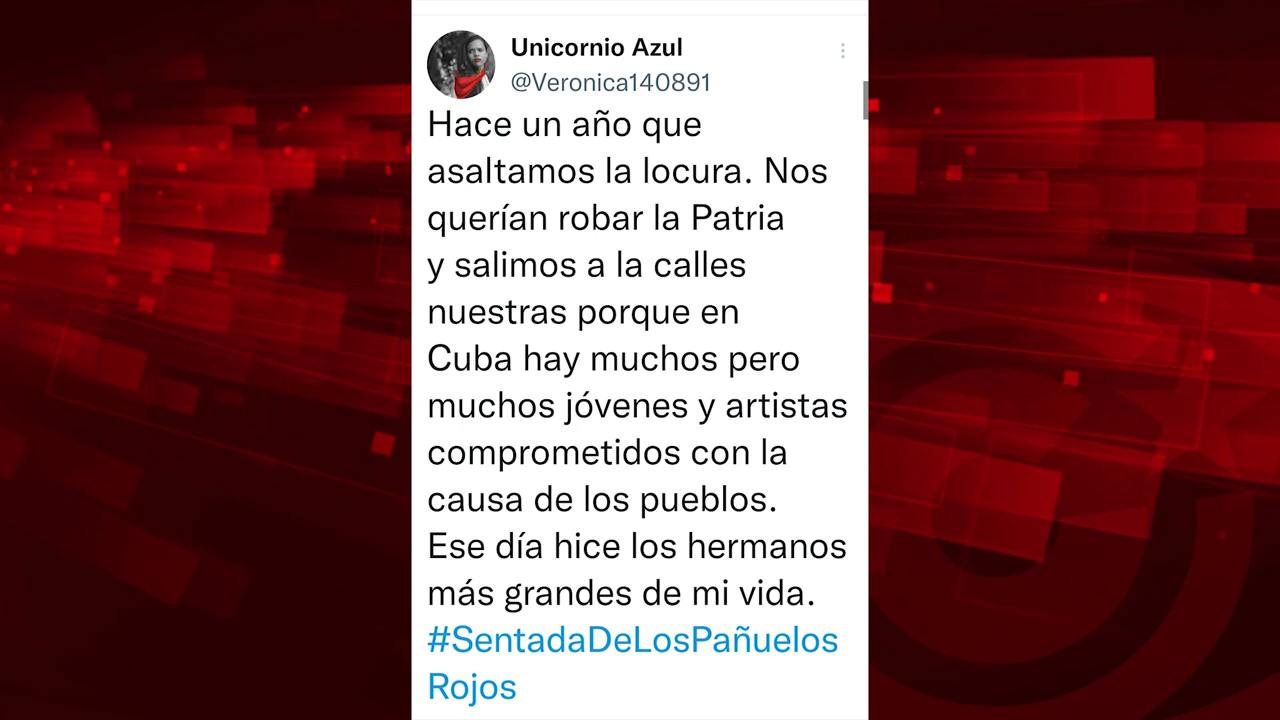 Unicornio Azul
@Veronica140891
Hace un año que
asaltamos la locura. Nos
querían robar la Patria
y salimos a la calles
nuestras porque en
Cuba hay muchos pero
muchos jóvenes y artistas
comprometidos con la
causa de los pueblos.
Ese día hice los hermanos
más grandes de mi vida.
#SentadaDeLosPañuelos
Rojos